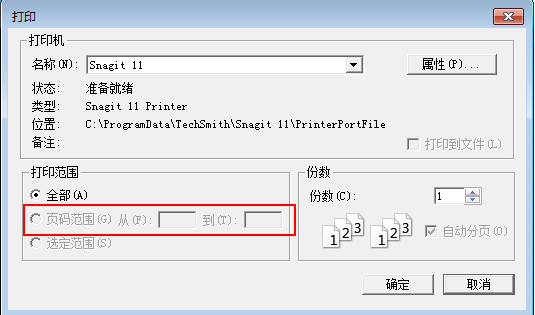 打印
打印机
名称(N): Snagit 11 属性(P)...
状态: 准备就绪
类型: Snagit 11 Printer
位置: C:\ProgramData\TechSmith\Snagit 11\PrinterPortFile
备注: 打印到文件(L)
打印范围
全部(A)
页码范围(G) 从(F): 到(T):
选定范围(S)
份数
份数(C): 1
1 2 3 1 2 3 自动分页(O)
确定 取消